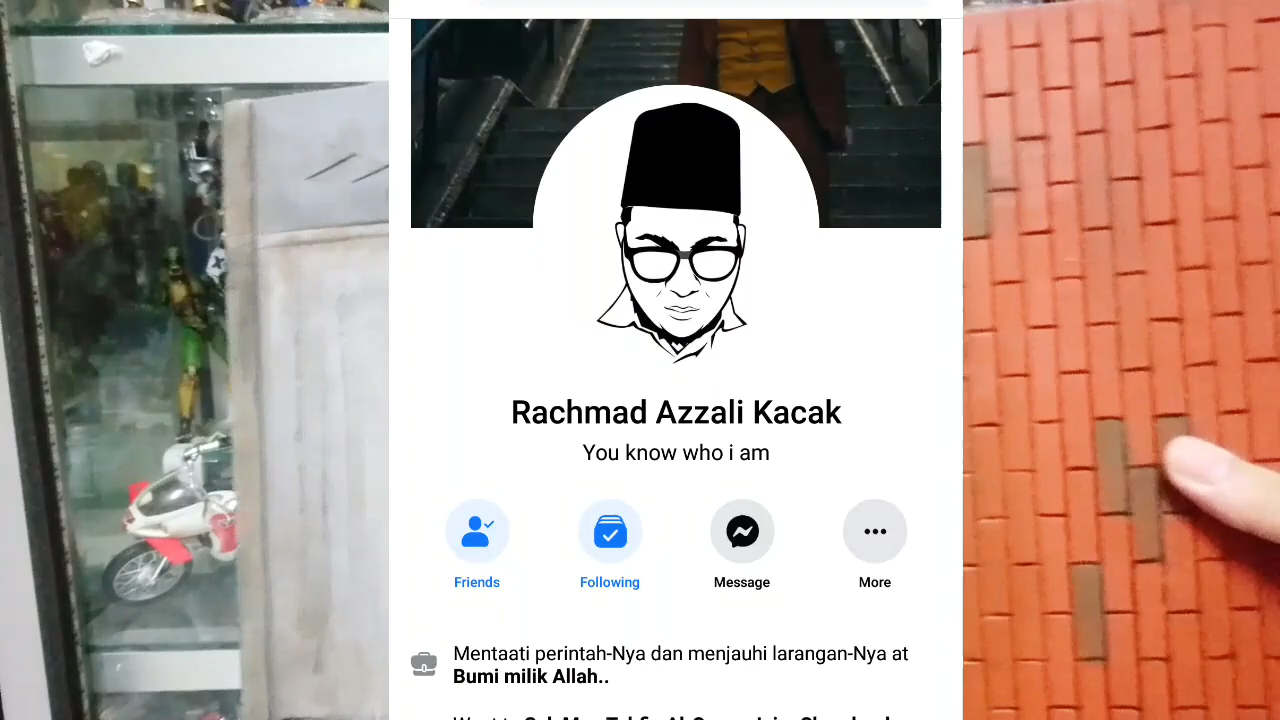 Rachmad Azzali Kacak
You know who i am
Friends
Following
Message
More
Mentaati perintah-Nya dan menjauhi larangan-Nya at
Bumi milik Allah..